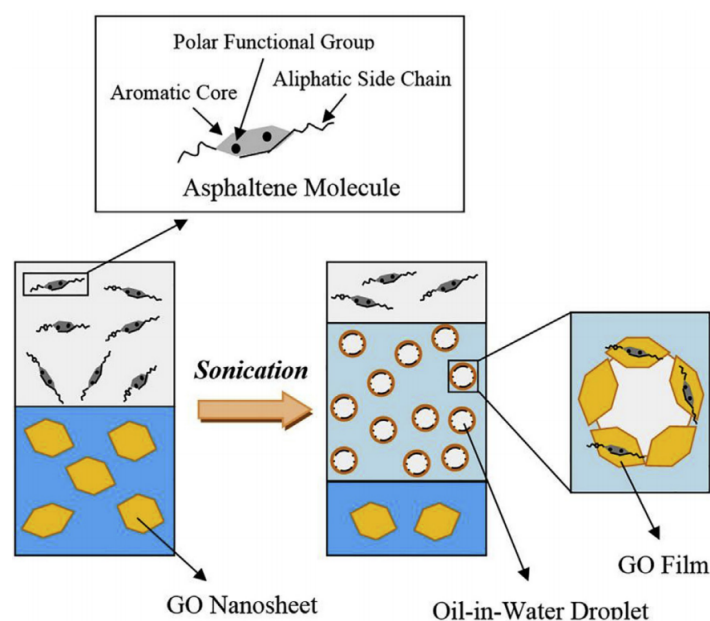 Polar Functional Group
Aliphatic Side Chain
Aromatic Core
Asphaltene Molecule
Sonication
GO Film
GO Nanosheet
Oil-in-Water Droplet